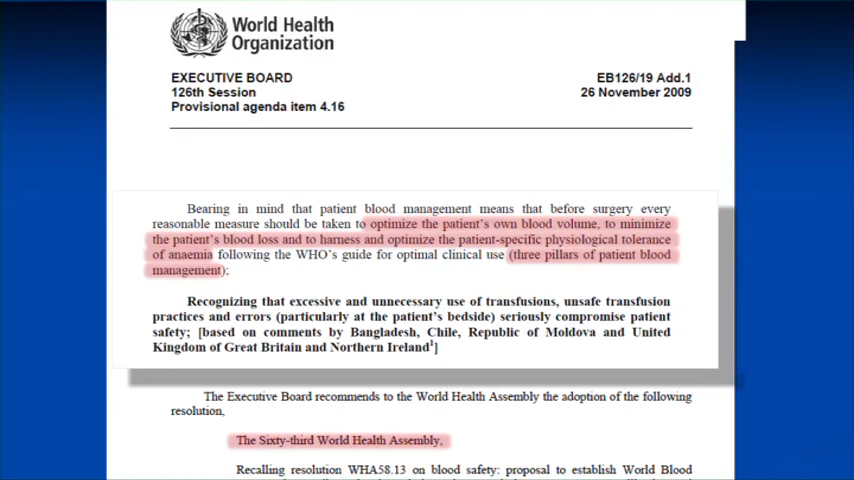 World Health
Organization
EXECUTIVE BOARD
EB126/19 Add.1
126th Session
26 November 2009
Provisional agenda item 4.16
Bearing in mind that patient blood management means that before surgery every
reasonable measure should be taken to optimize the patient's own blood volume, to minimize
the patient's blood loss and to harness and optimize the patient-specific physiological tolerance
of anaemia following the WHO's guide for optimal clinical use (three pillars of patient blood
management);
Recognizing that excessive and unnecessary use of transfusions, unsafe transfusion
practices and errors (particularly at the patient's bedside) seriously compromise patient
safety; [based on comments by Bangladesh, Chile, Republic of Moldova and United
Kingdom of Great Britain and Northern Ireland¹]
The Executive Board recommends to the World Health Assembly the adoption of the following
resolution,
The Sixty-third World Health Assembly,
Recalling resolution WHA58.13 on blood safety: proposal to establish World Blood